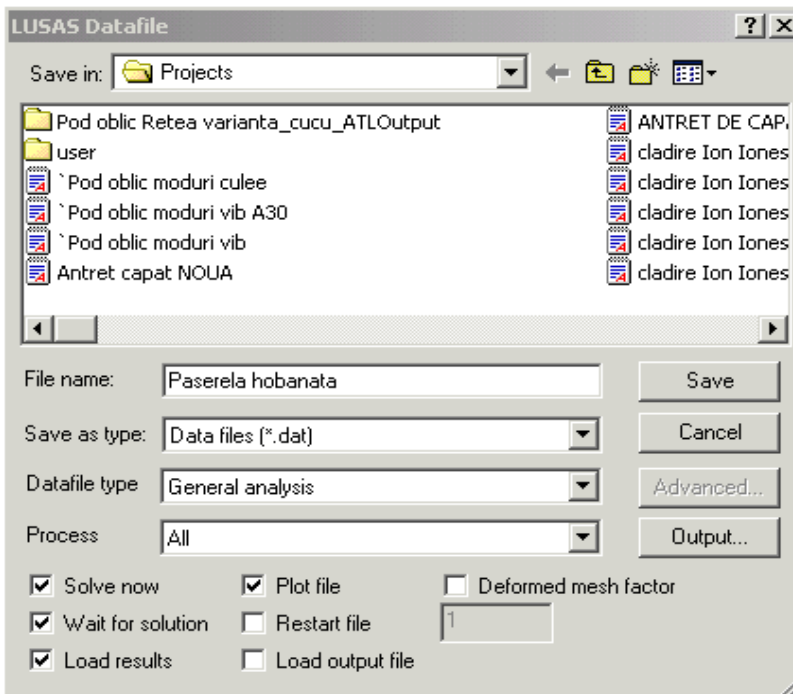 LUSAS Datafile
Save in: Projects
Pod oblic Retea varianta_cucu_ATLOutput
user
`Pod oblic moduri culee
`Pod oblic moduri vib A30
`Pod oblic moduri vib
Antret capat NOUA
ANTRET DE CAP
cladire Ion Iones
cladire Ion Iones
cladire Ion Iones
cladire Ion Iones
cladire Ion Iones
File name: Paserela hobanata Save
Save as type: Data files (*.dat) Cancel
Datafile type General analysis Advanced...
Process All Output...
Solve now Plot file Deformed mesh factor
Wait for solution Restart file 1
Load results Load output file